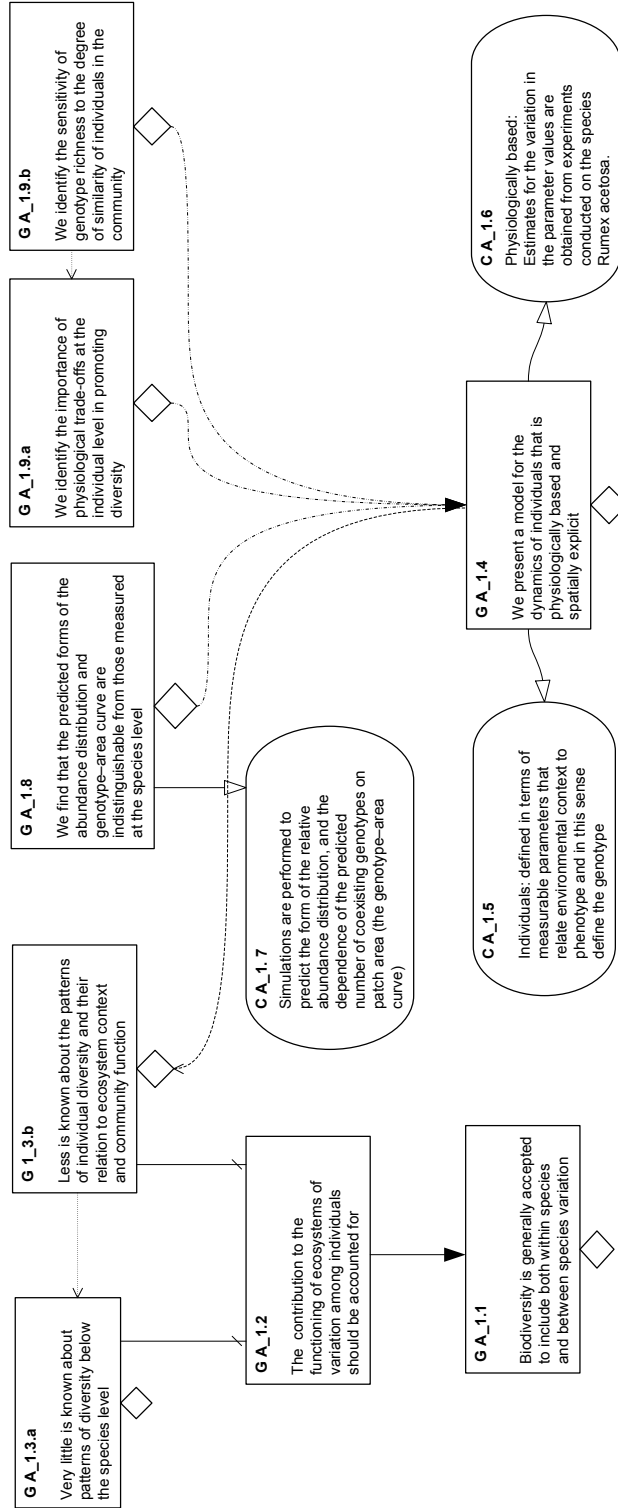 G A_1.3.a
Very little is known about
patterns of diversity below
the species level
G 1_3.b
Less is known about the patterns
of individual diversity and their
relation to ecosystem context
and community function
G A_1.8
We find that the predicted forms of the
abundance distribution and
genotype–area curve are
indistinguishable from those measured
at the species level
G A_1.9.a
We identify the importance of
physiological trade-offs at the
individual level in promoting
diversity
G A_1.9.b
We identify the sensitivity of
genotype richness to the degree
of similarity of individuals in the
community
G A_1.2
The contribution to the
functioning of ecosystems of
variation among individuals
should be accounted for
C A_1. 7
Simulations are performed to
predict the form of the relative
abundance distribution, and the
dependence of the predicted
number of coexisting genotypes on
patch area (the genotype–area
curve)
G A_1.1
Biodiversity is generally accepted
to include both within species
and between species variation
C A_1.5
Individuals: defined in terms of
measurable parameters that
relate environmental context to
phenotype and in this sense
define the genotype
G A_1.4
We present a model for the
dynamics of individuals that is
physiologically based and
spatially explicit
C A_1.6
Physiologically based:
Estimates for the variation in
the parameter values are
obtained from experiments
conducted on the species
Rumex acetosa.